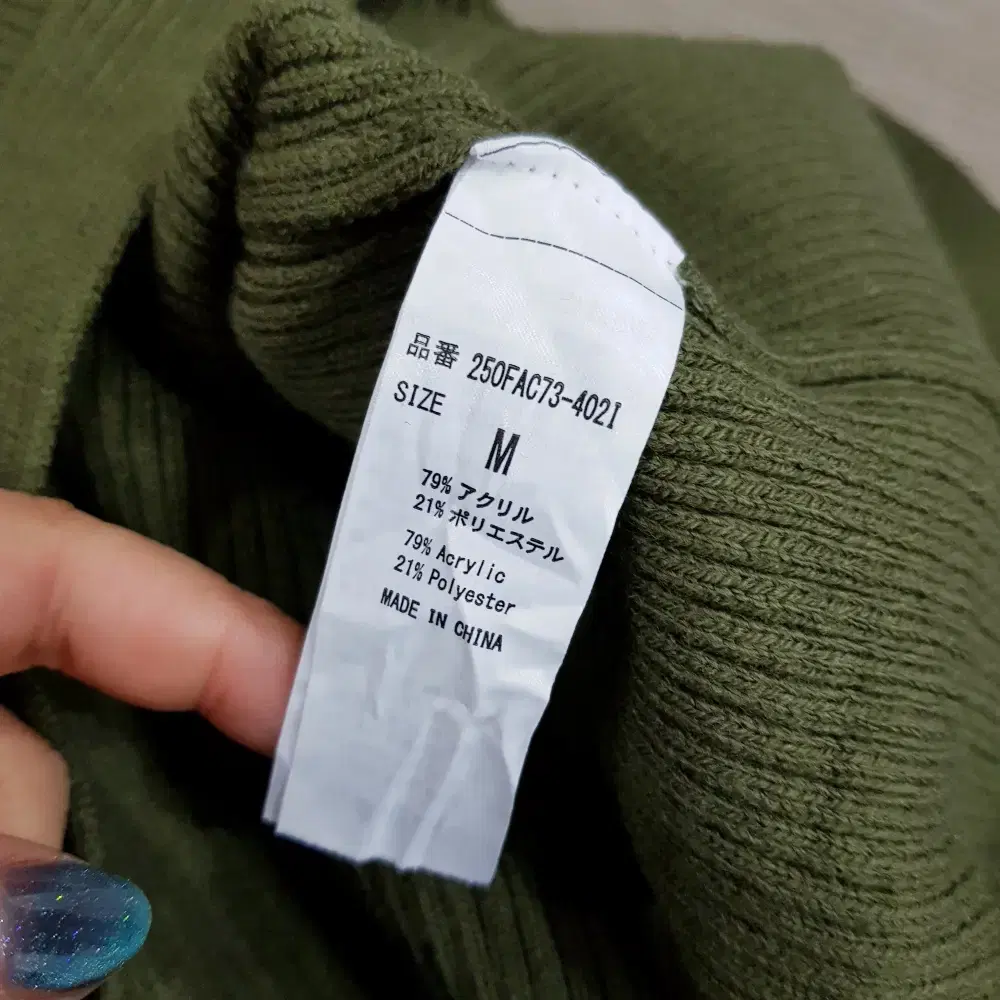 品番 250FAC73-402I
SIZE
M
79% アクリル
21% ポリエステル
79% Acrylic
21% Polyester
MADE IN CHINA